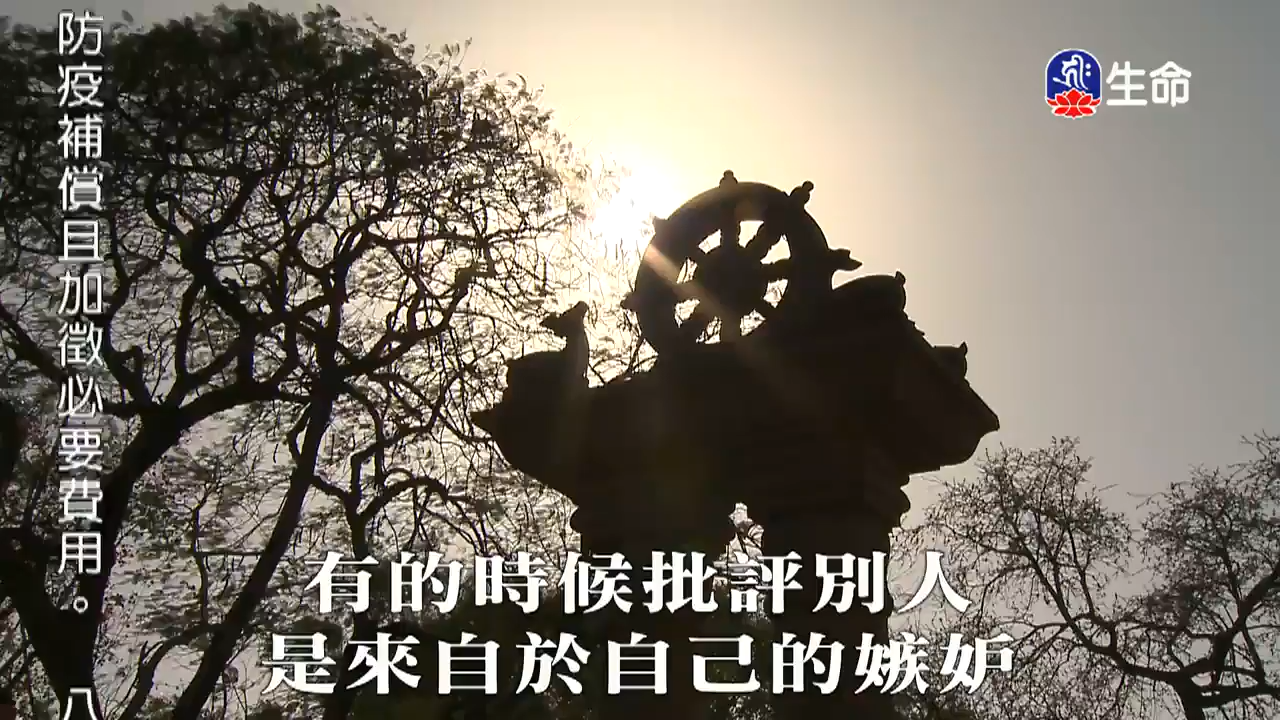 防疫補償且加徵必要費用。 八
生命
有的時候批評別人
是來自於自己的嫉妒